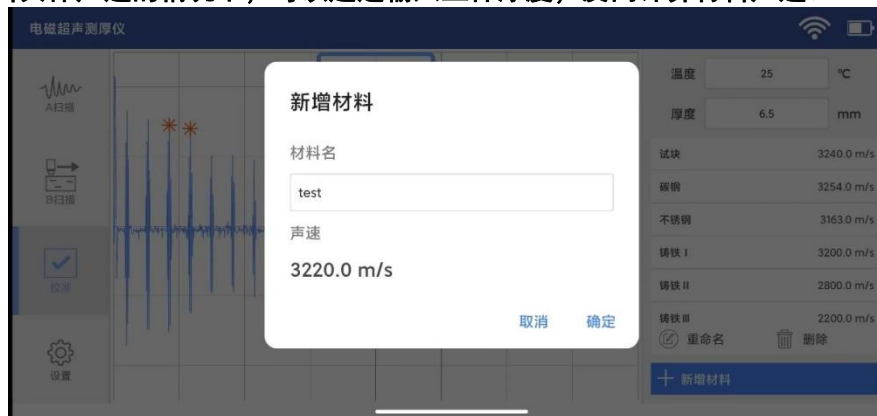 电磁超声测厚仪
A扫描
B扫描
校准
设置
新增材料
材料名
test
声速
3220.0 m/s
取消 确定
温度 25 ℃
厚度 6.5 mm
试块 3240.0 m/s
碳钢 3254.0 m/s
不锈钢 3163.0 m/s
铸铁 I 3200.0 m/s
铸铁 II 2800.0 m/s
铸铁 III 2200.0 m/s
重命名 删除
新增材料